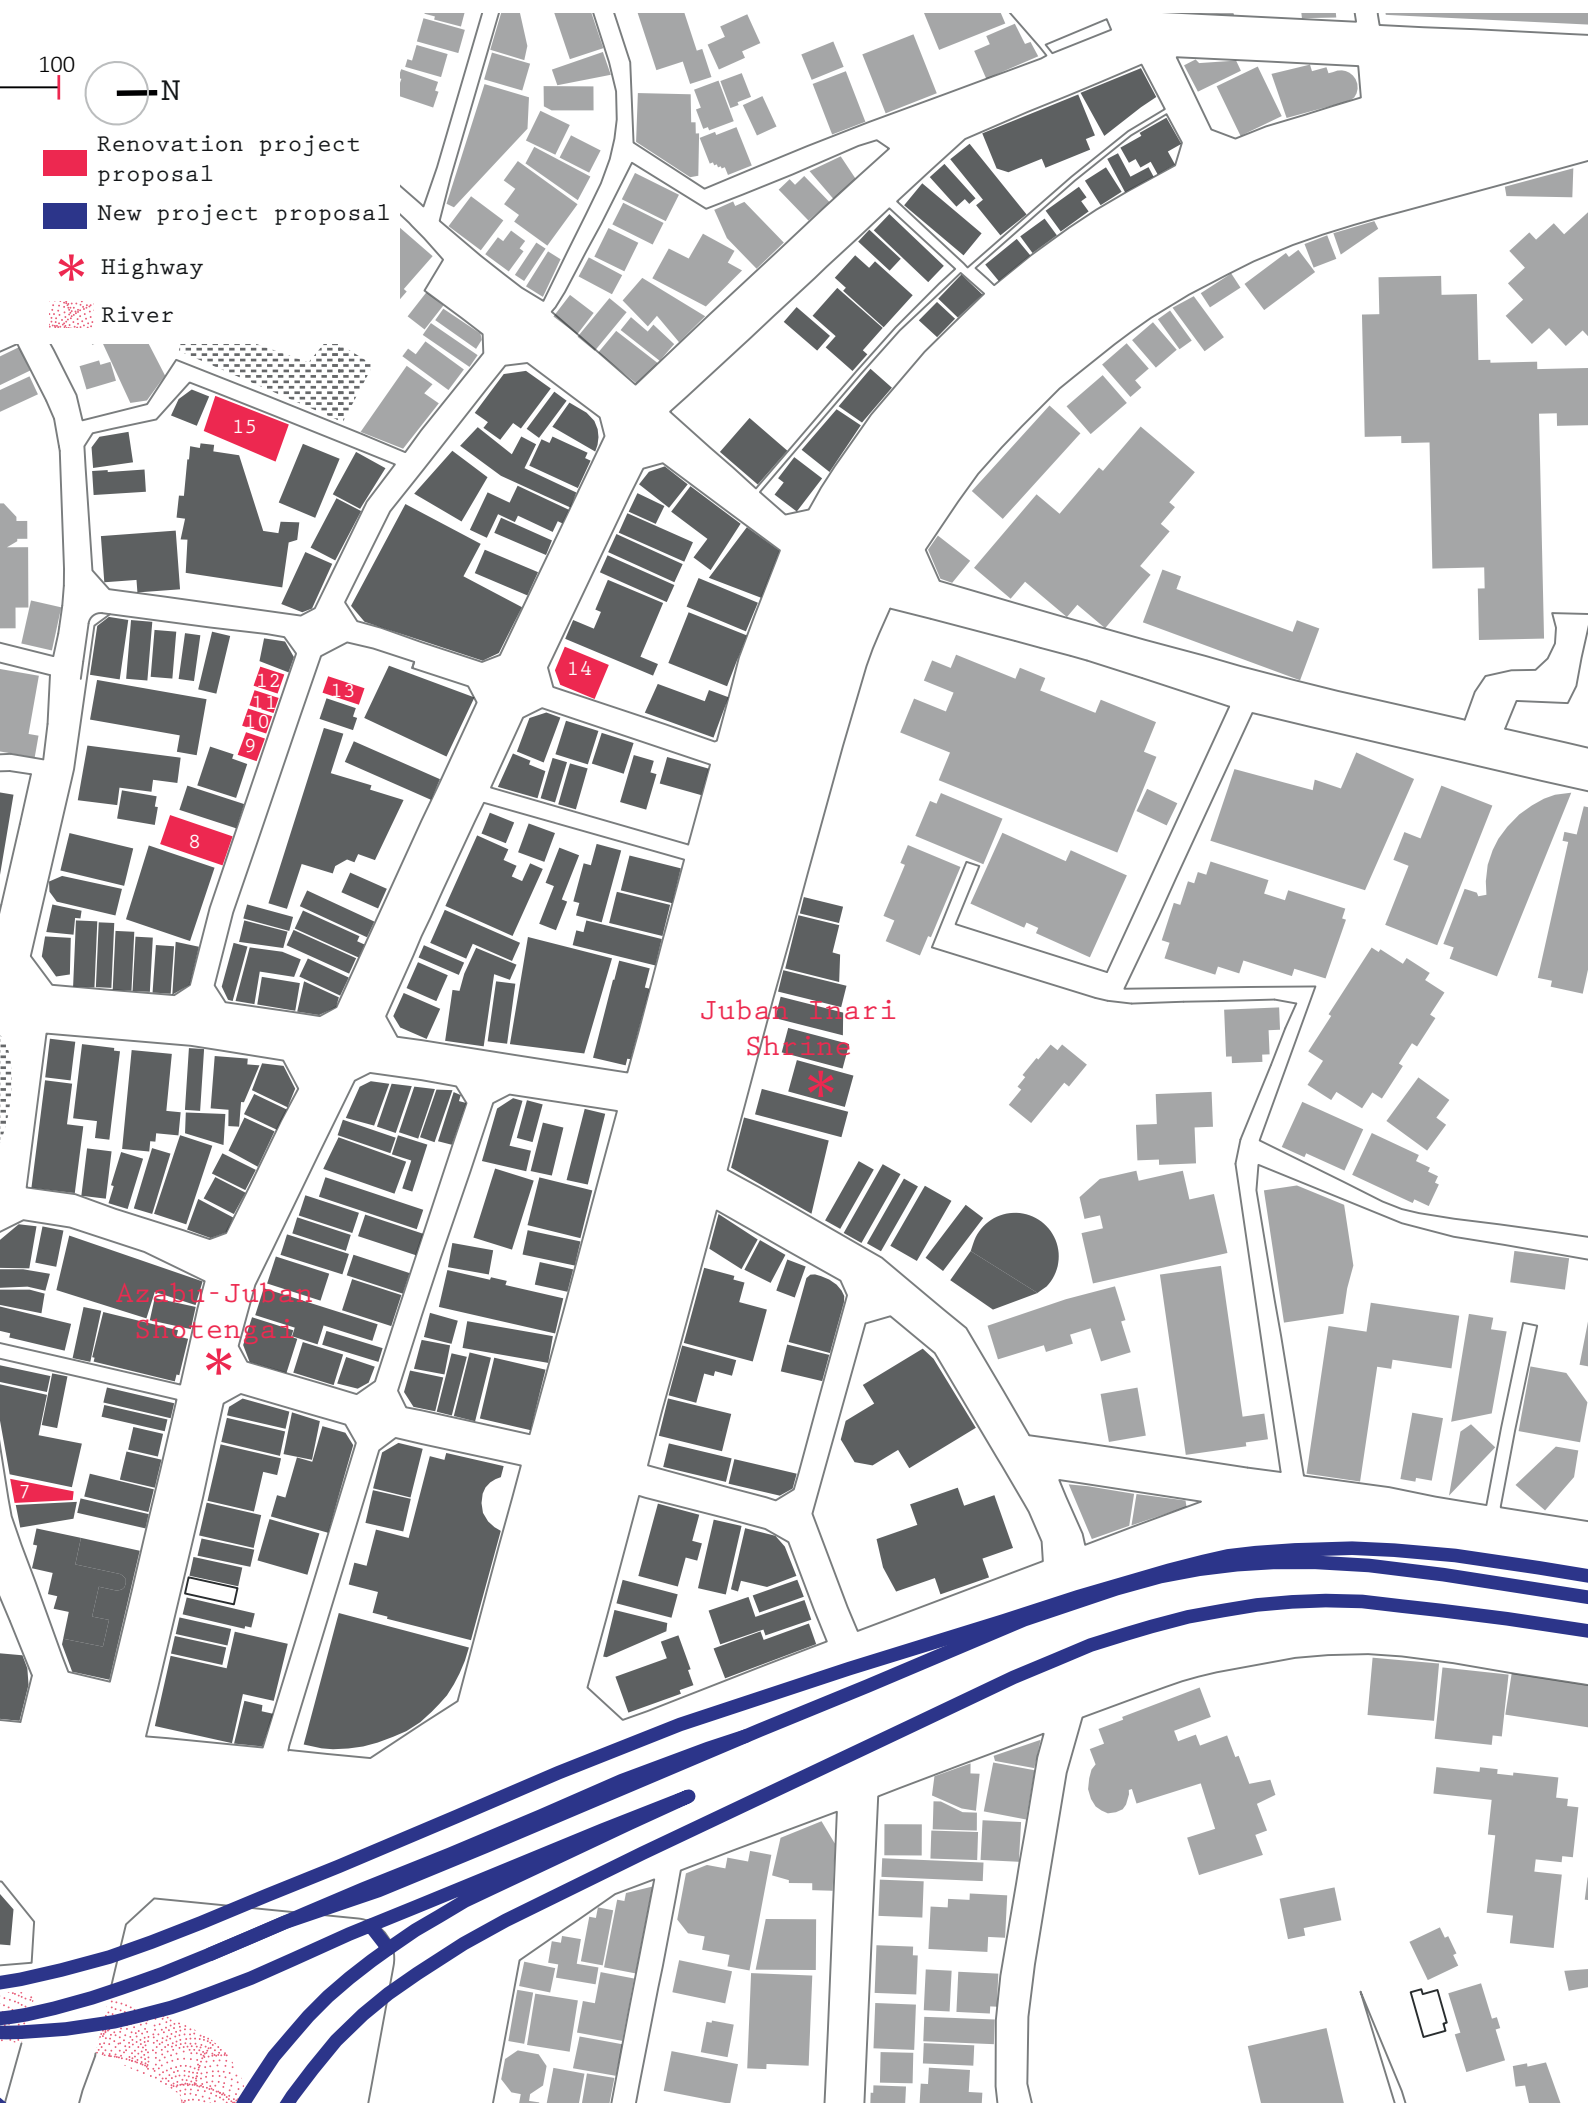 100
N
Renovation project
proposal
New project proposal
Highway
River
15
14
12
13
11
10
9
8
Juban Inari
Shrine
Azabu-Juban
Shotengai
7